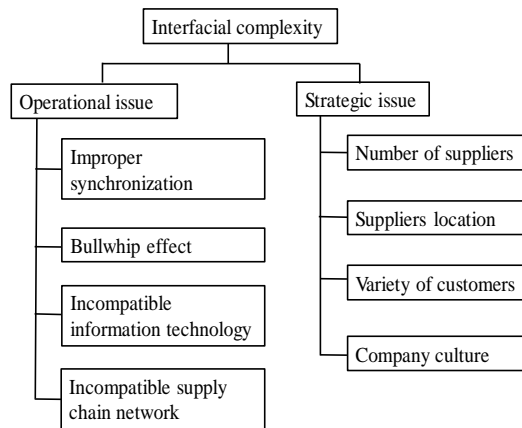 Interfacial complexity
Operational issue
Improper
synchronization
Bullwhip effect
Incompatible
information technology
Incompatible supply
chain network
Strategic issue
Number of suppliers
Suppliers location
Variety of customers
Company culture